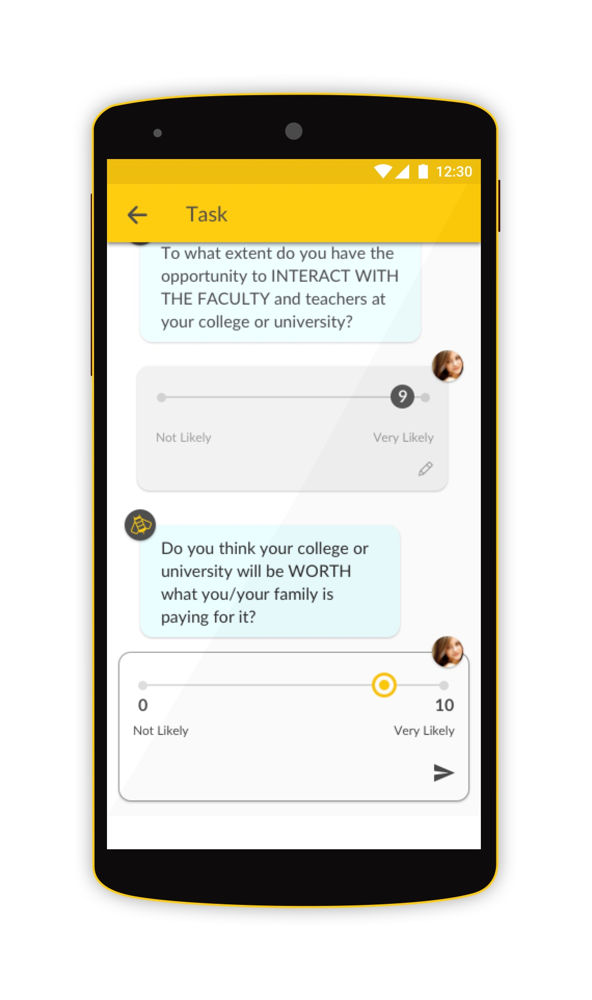 12:30
Task
To what extent do you have the
opportunity to INTERACT WITH
THE FACULTY and teachers at
your college or university?
9
Not Likely Very Likely
Do you think your college or
university will be WORTH
what you/your family is
paying for it?
0 10
Not Likely Very Likely